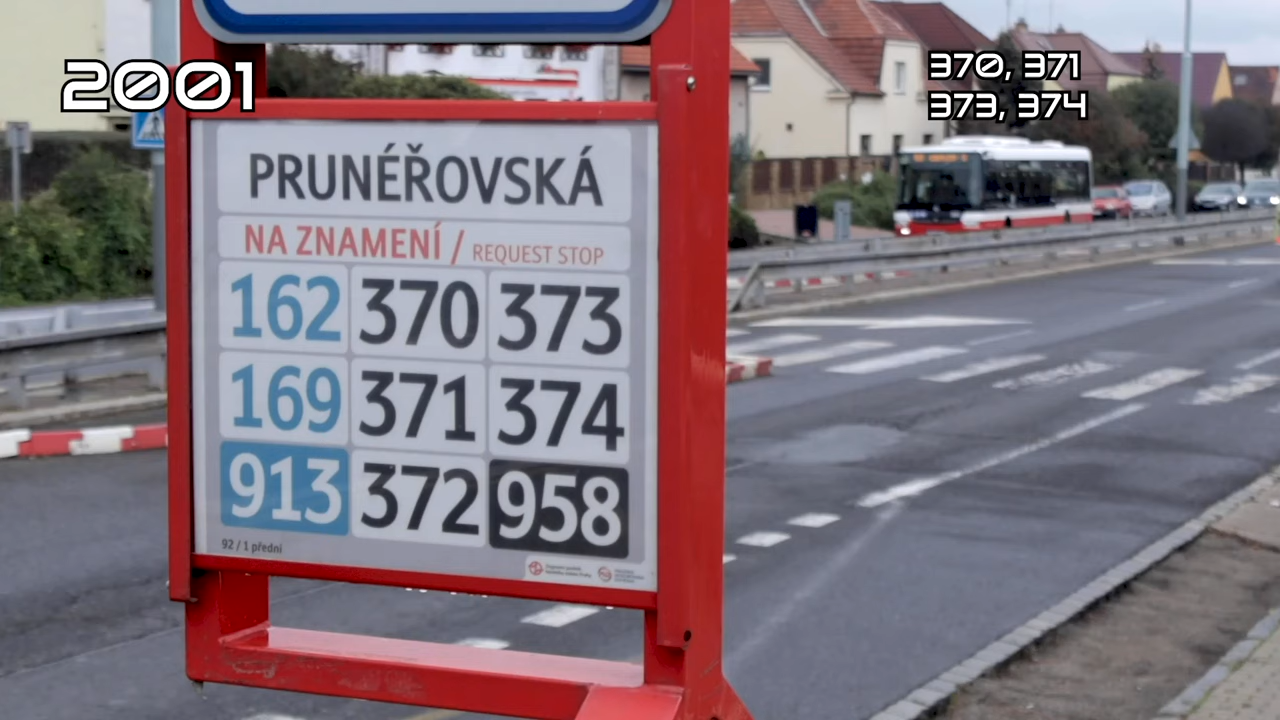 2001
370, 371
373, 374
PRUNÉŘOVSKÁ
NA ZNAMENÍ / REQUEST STOP
162 370 373
169 371 374
913 372 958
92 / 1 přední